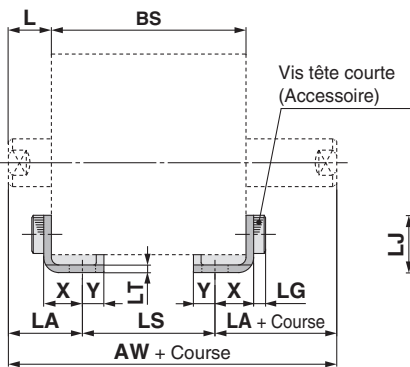 L
BS
Vis tête courte
(Accessoire)
LJ
X
Y
LT
Y
X
LG
LA
LS
LA + Course
AW + Course